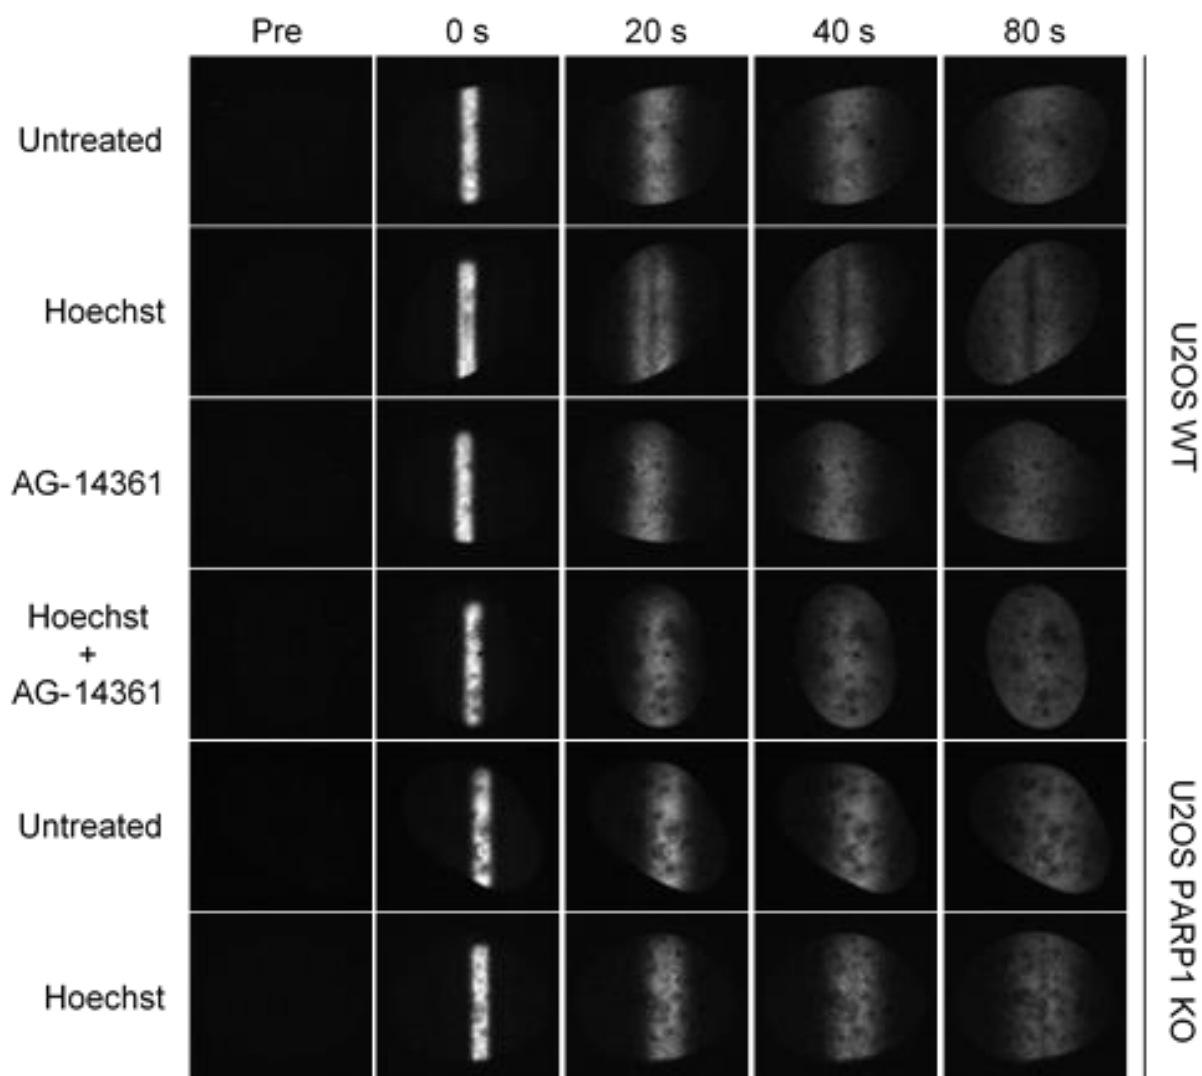 Pre 0 s 20 s 40 s 80 s
Untreated
Hoechst
AG-14361
Hoechst
+
AG-14361
U2OS WT
Untreated
Hoechst
U2OS PARP1 KO